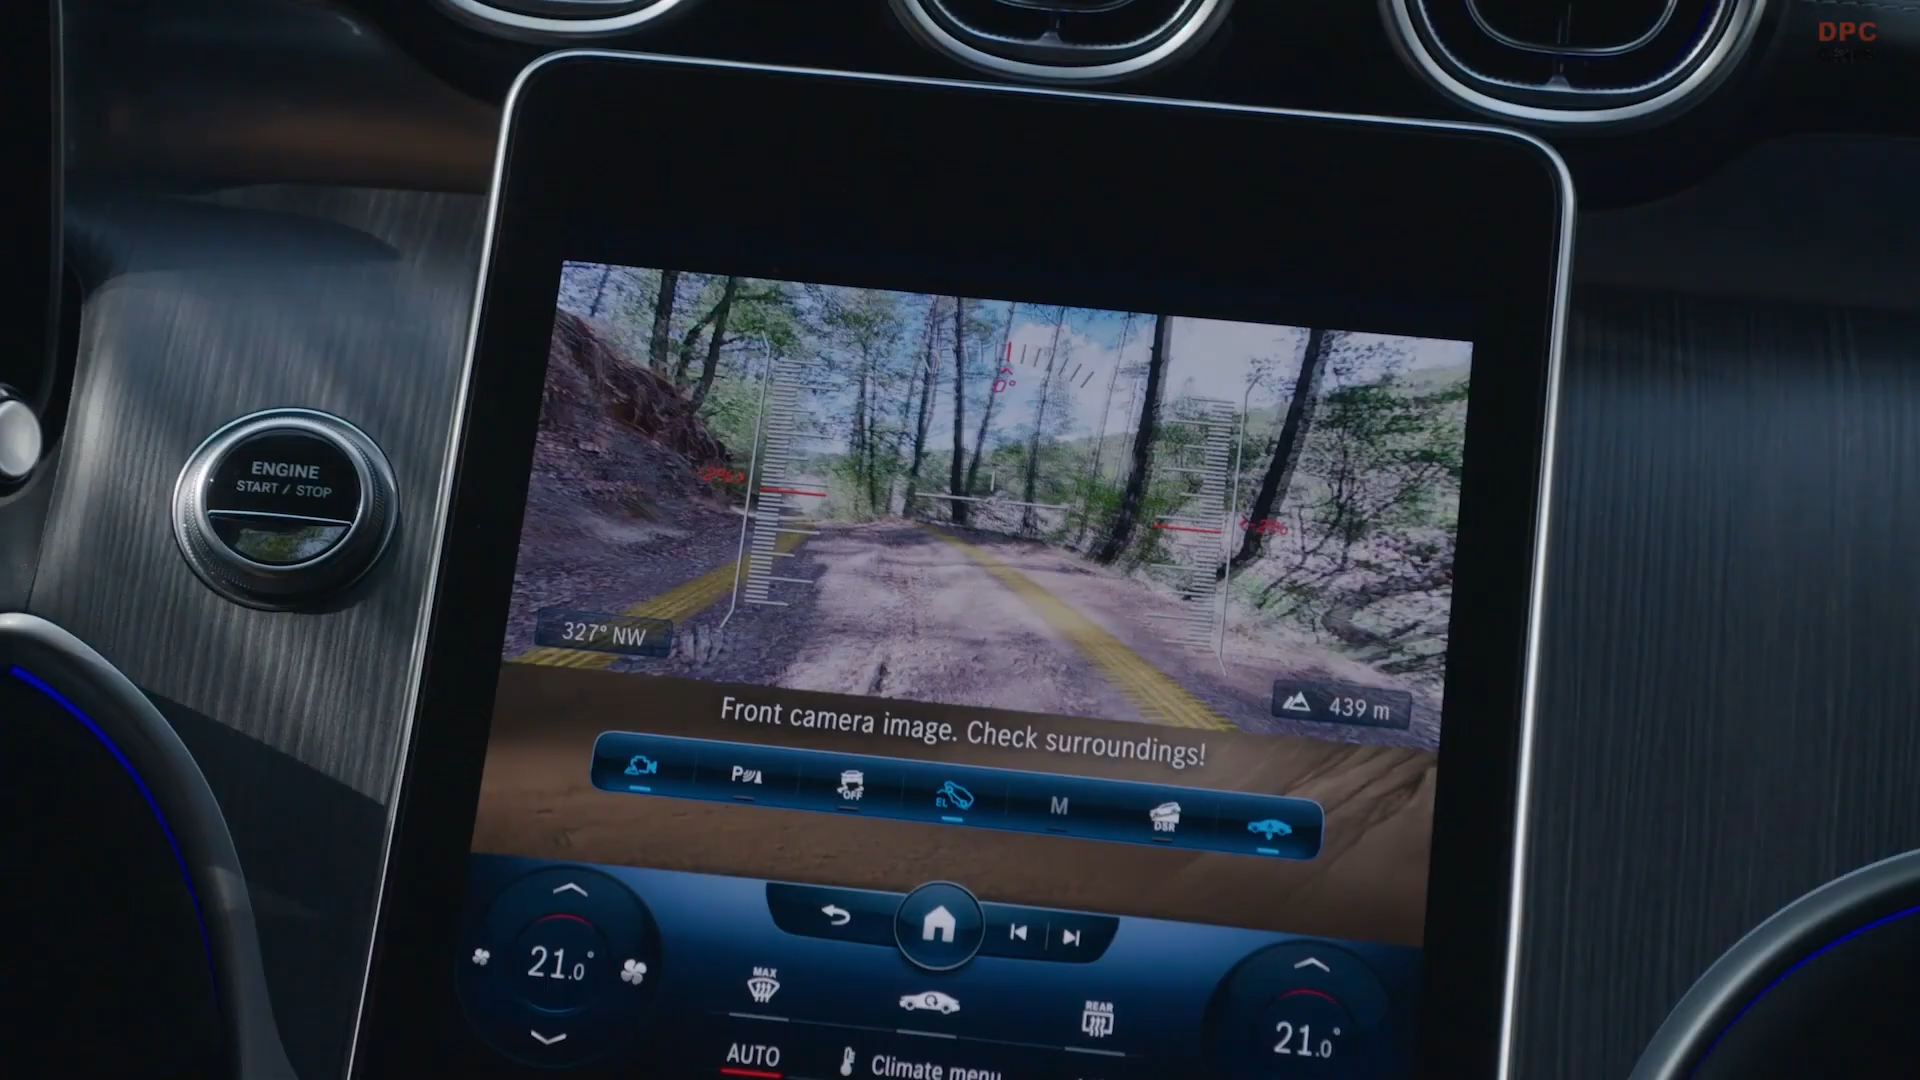 DPC
ENGINE
START / STOP
0°
327° NW
439 m
Front camera image. Check surroundings!
P
OFF
EL
M
DSR
21.0°
MAX
REAR
21.0°
AUTO
Climate menu